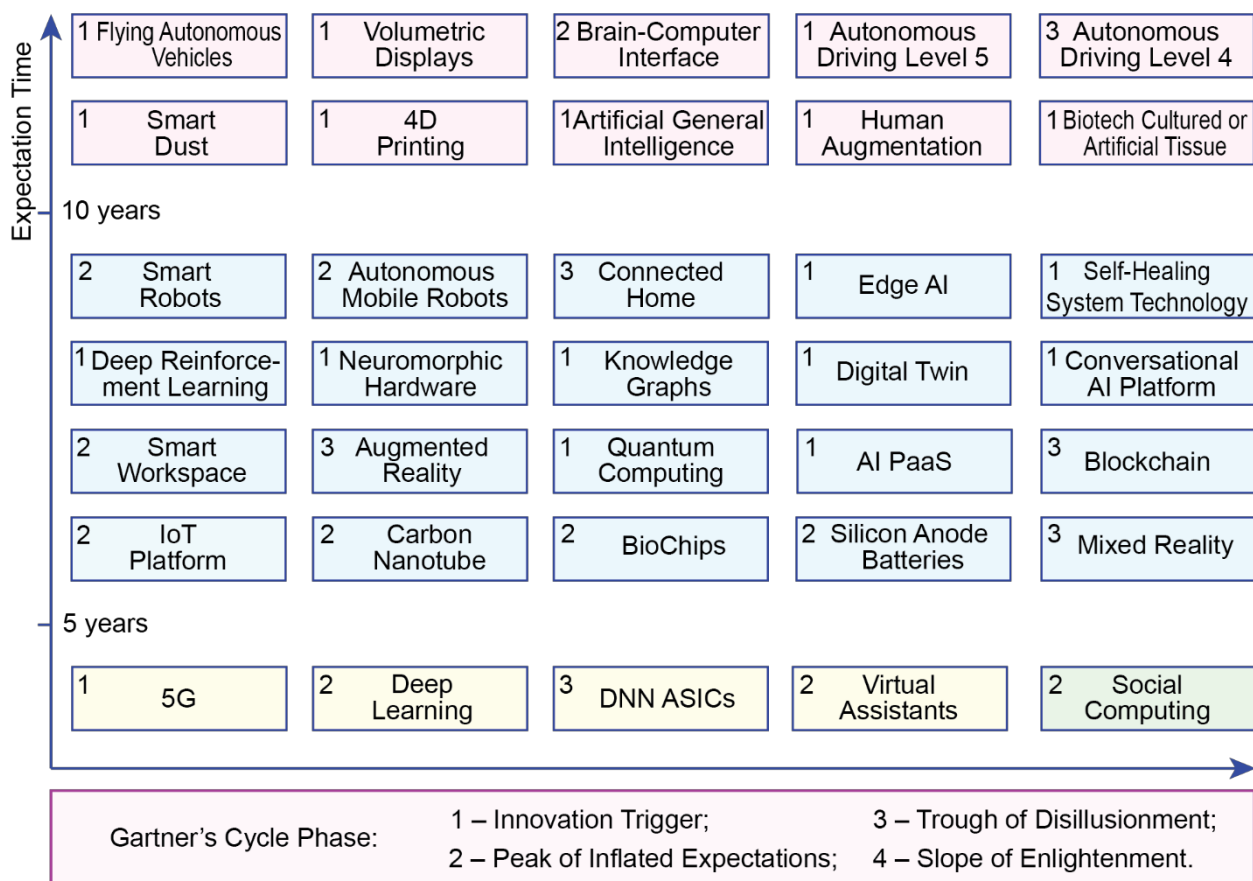 Expectation Time
1 Flying Autonomous
Vehicles
1 Volumetric
Displays
2 Brain-Computer
Interface
1 Autonomous
Driving Level 5
3 Autonomous
Driving Level 4
1 Smart
Dust
1 4D
Printing
1 Artificial General
Intelligence
1 Human
Augmentation
1 Biotech Cultured or
Artificial Tissue
10 years
2 Smart
Robots
2 Autonomous
Mobile Robots
3 Connected
Home
1 Edge AI
1 Self-Healing
System Technology
1 Deep Reinforce-
ment Learning
1 Neuromorphic
Hardware
1 Knowledge
Graphs
1 Digital Twin
1 Conversational
AI Platform
2 Smart
Workspace
3 Augmented
Reality
1 Quantum
Computing
1 AI PaaS
3 Blockchain
2 IoT
Platform
2 Carbon
Nanotube
2 BioChips
2 Silicon Anode
Batteries
3 Mixed Reality
5 years
1 5G
2 Deep
Learning
3 DNN ASICs
2 Virtual
Assistants
2 Social
Computing
Gartner's Cycle Phase:
1 – Innovation Trigger;
2 – Peak of Inflated Expectations;
3 – Trough of Disillusionment;
4 – Slope of Enlightenment.